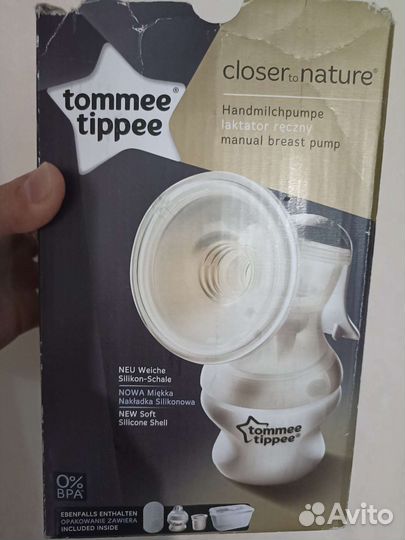 tommee
tippee®
closer to nature®
Handmilchpumpe
laktator ręczny
manual breast pump
NEU Weiche
Silikon-Schale
NOWA Miękka
Nakładka Silikonowa
NEW Soft
Silicone Shell
tommee
tippee®
0%
BPA
EBENFALLS ENTHALTEN
OPAKOWANIE ZAWIERA
INCLUDED INSIDE
Avito